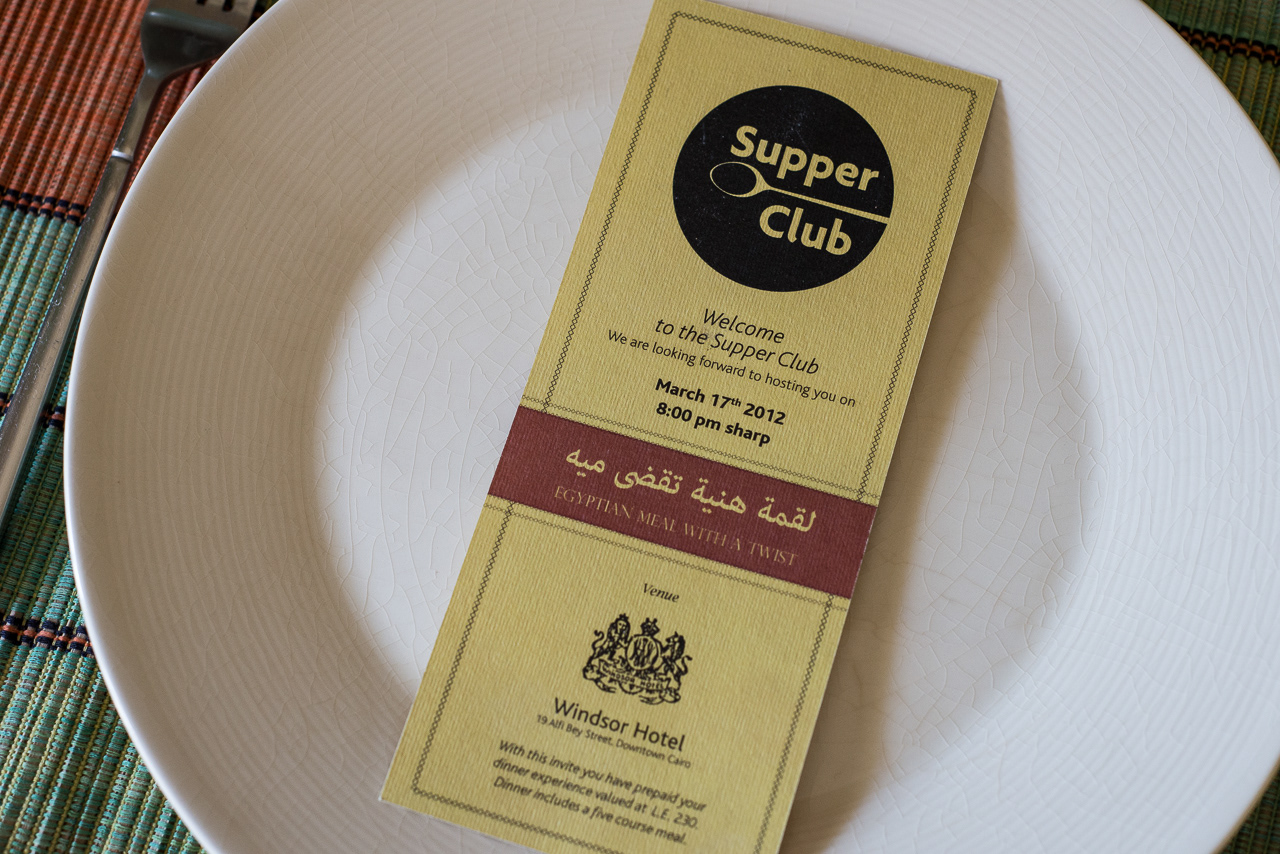 Supper
Club
Welcome
to the Supper Club
We are looking forward to hosting you on
March 17th 2012
8:00 pm sharp
لقمة هنية تقضى ميه
EGYPTIAN MEAL WITH A TWIST
Venue
Windsor Hotel
19 Alfi Bey Street, Downtown Cairo
With this invite you have prepaid your
dinner experience valued at L.E. 230.
Dinner includes a five course meal.